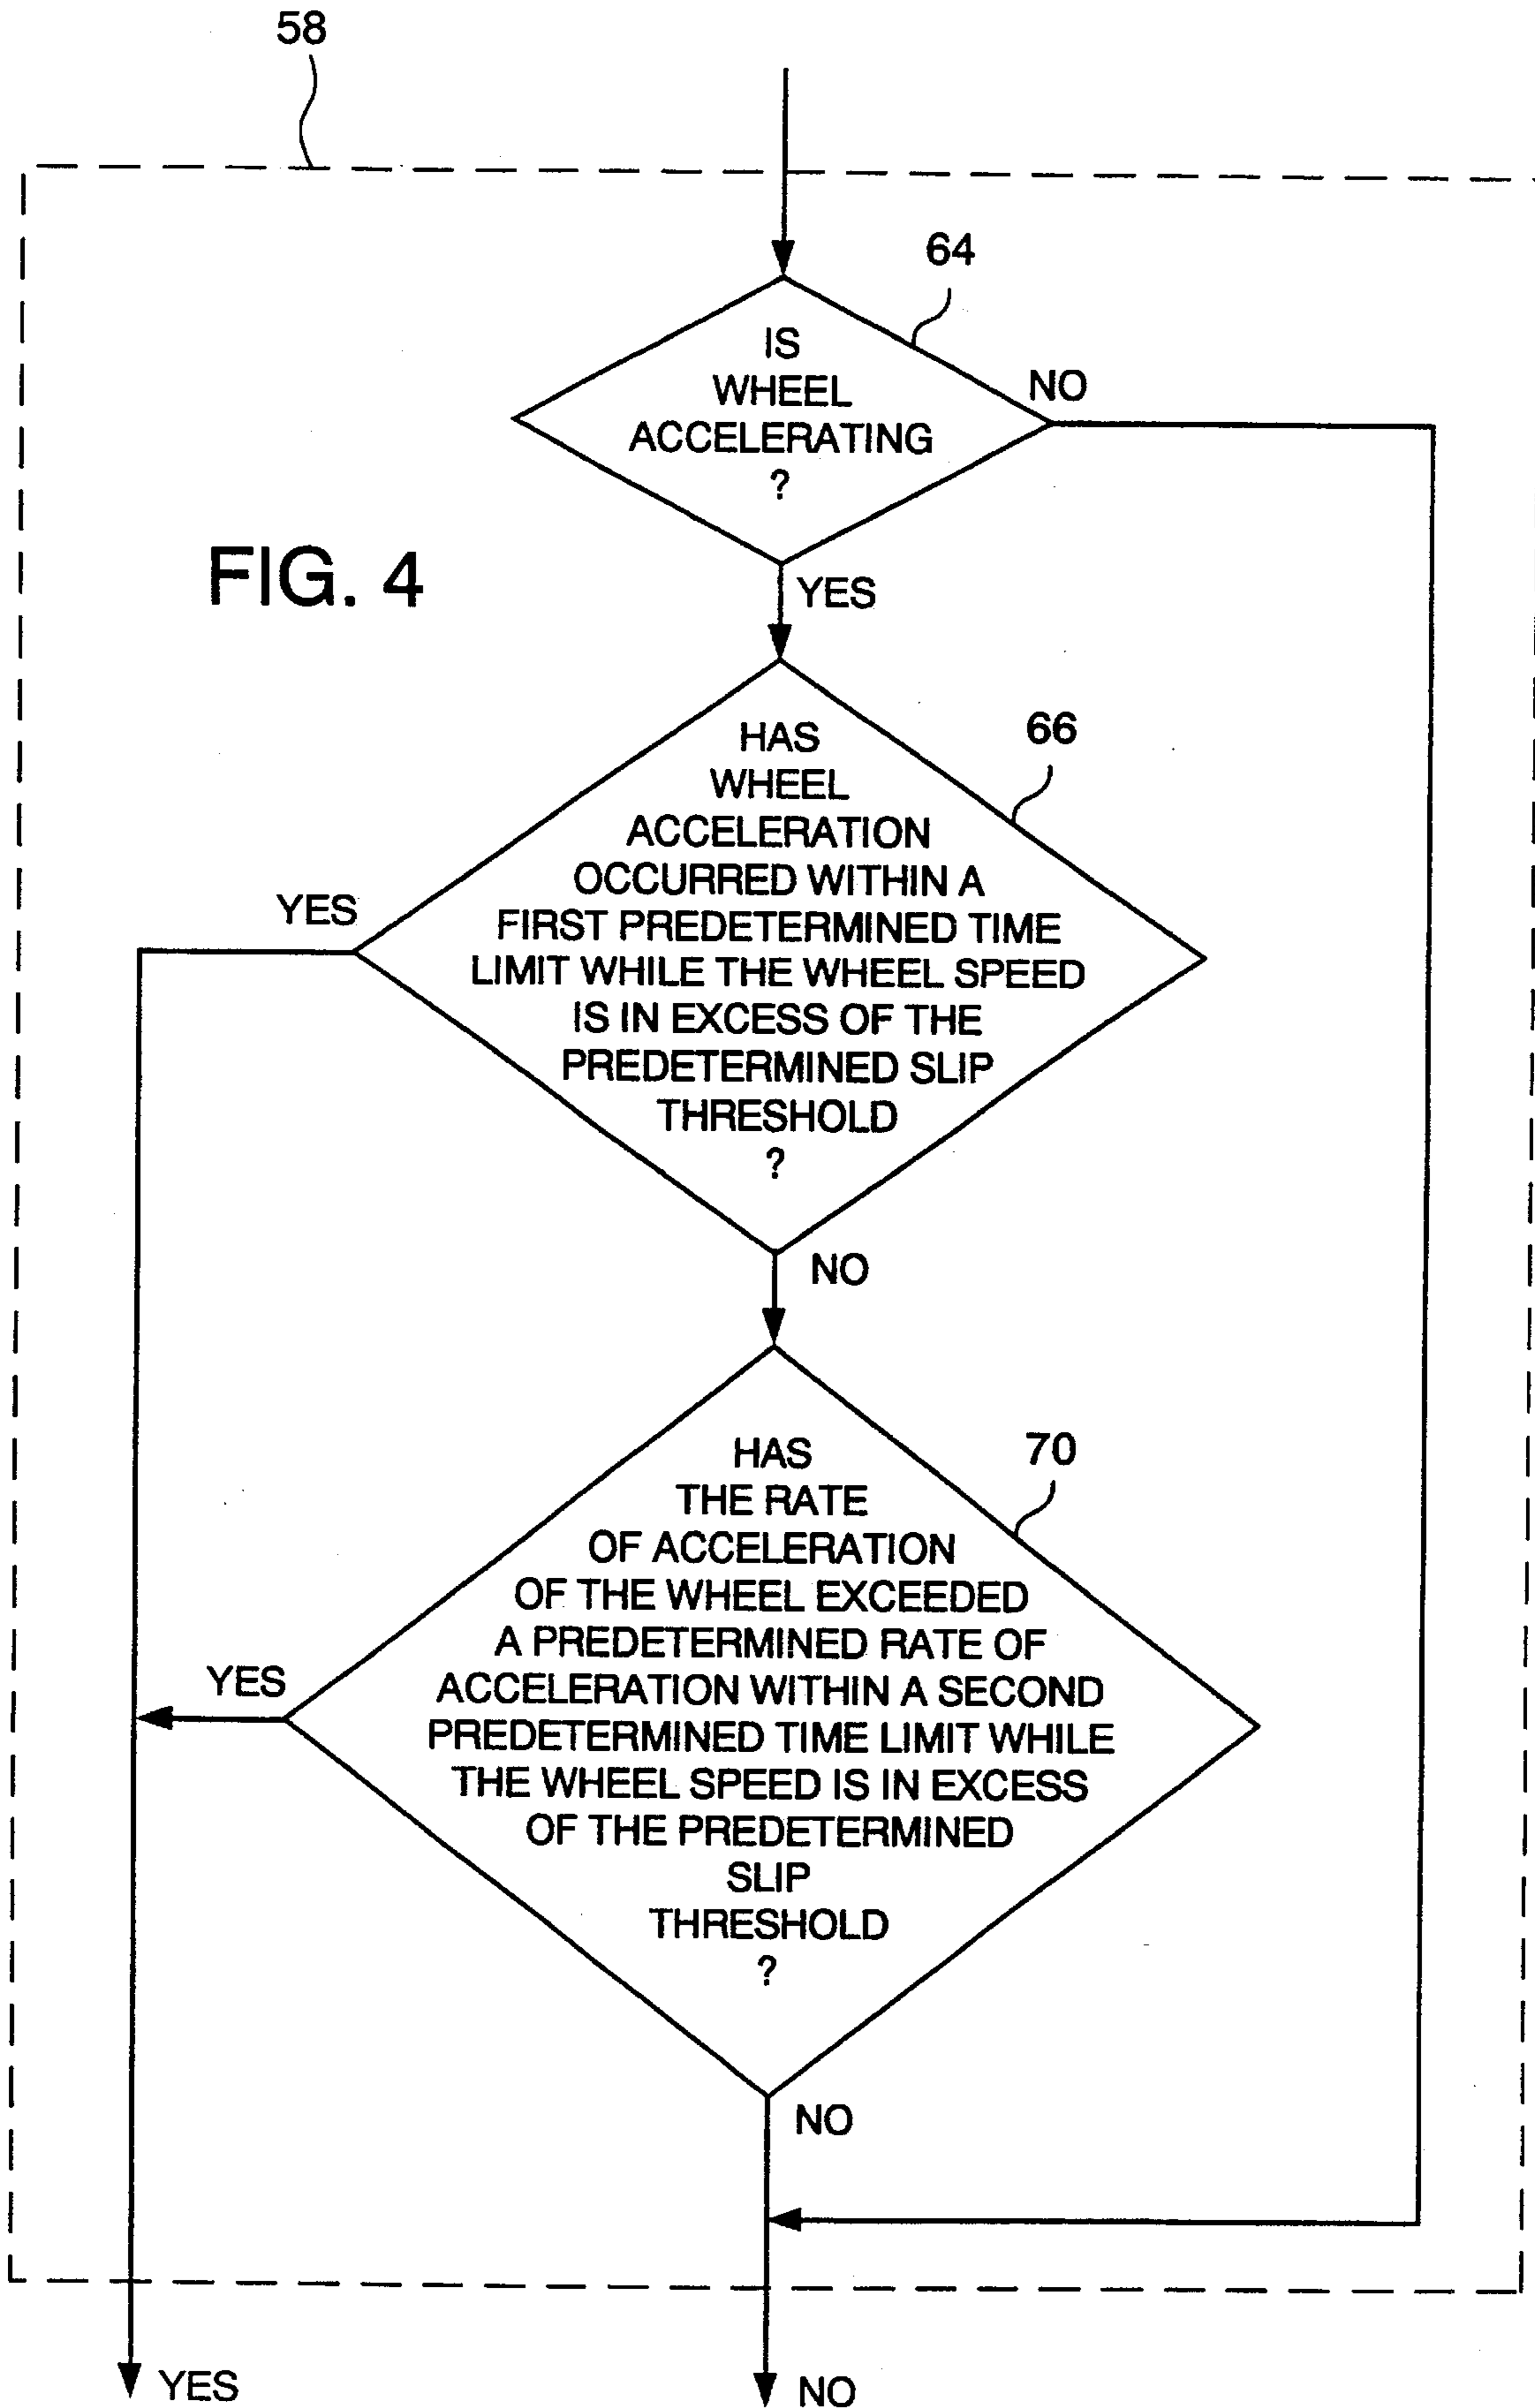 58
64
IS
WHEEL
ACCELERATING
?
NO
FIG. 4
YES
66
HAS
WHEEL
ACCELERATION
OCCURRED WITHIN A
FIRST PREDETERMINED TIME
LIMIT WHILE THE WHEEL SPEED
IS IN EXCESS OF THE
PREDETERMINED SLIP
THRESHOLD
?
YES
NO
70
HAS
THE RATE
OF ACCELERATION
OF THE WHEEL EXCEEDED
A PREDETERMINED RATE OF
ACCELERATION WITHIN A SECOND
PREDETERMINED TIME LIMIT WHILE
THE WHEEL SPEED IS IN EXCESS
OF THE PREDETERMINED
SLIP
THRESHOLD
?
YES
NO
YES
NO